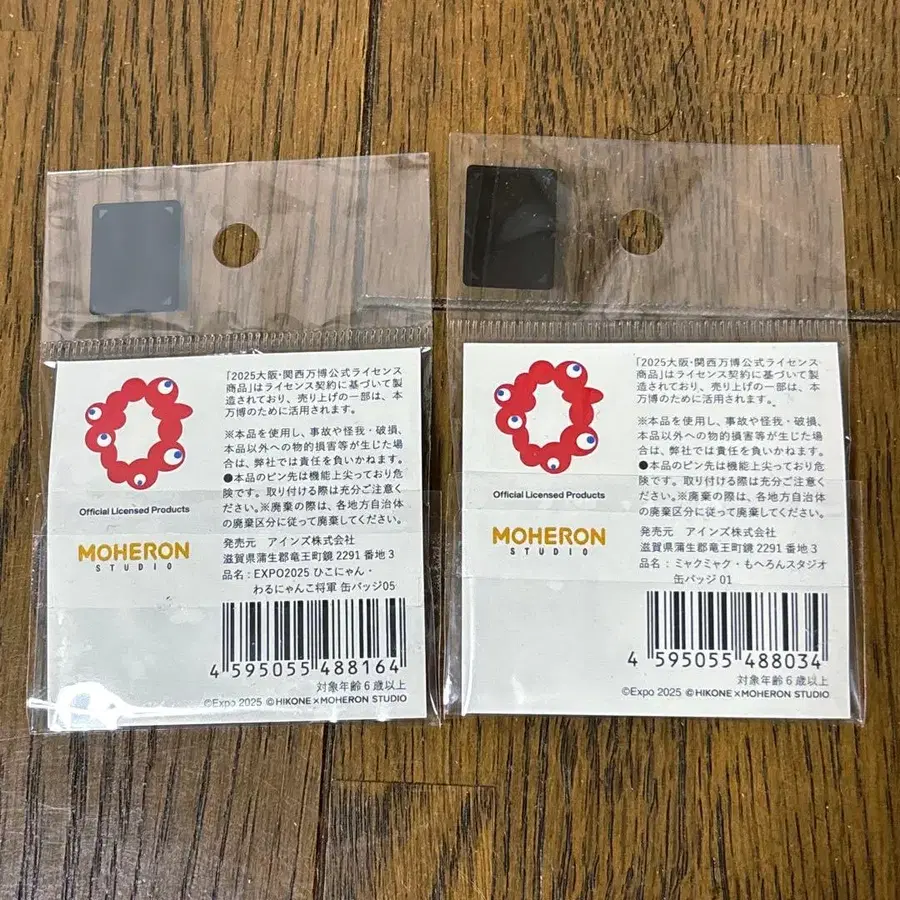 「2025大阪・関西万博公式ライセンス
商品」はライセンス契約に基づいて製
造されており、売り上げの一部は、本
万博のために活用されます。
※本品を使用し、事故や怪我・破損、
本品以外への物的損害等が生じた場
合は、弊社では責任を負いかねます。
●本品のピン先は機能上尖っており危
険です。取り付ける際は充分ご注意く
ださい。※廃棄の際は、各地方自治体
の廃棄区分に従って廃棄してください。
Official Licensed Products
MOHERON
STUDIO
発売元 アインズ株式会社
滋賀県蒲生郡竜王町鏡 2291 番地 3
品名：EXPO2025 ひこにゃん・
わるにゃんこ将軍 缶バッジ05
4 595055 488164
対象年齢 6 歳以上
©Expo 2025 ©HIKONE×MOHERON STUDIO
「2025大阪・関西万博公式ライセンス
商品」はライセンス契約に基づいて製
造されており、売り上げの一部は、本
万博のために活用されます。
※本品を使用し、事故や怪我・破損、
本品以外への物的損害等が生じた場
合は、弊社では責任を負いかねます。
●本品のピン先は機能上尖っており危
険です。取り付ける際は充分ご注意く
ださい。※廃棄の際は、各地方自治体
の廃棄区分に従って廃棄してください。
Official Licensed Products
MOHERON
STUDIO
発売元 アインズ株式会社
滋賀県蒲生郡竜王町鏡 2291 番地 3
品名：ミャクミャク・もへろんスタジオ
缶バッジ 01
4 595055 488034
対象年齢 6 歳以上
©Expo 2025 ©HIKONE×MOHERON STUDIO